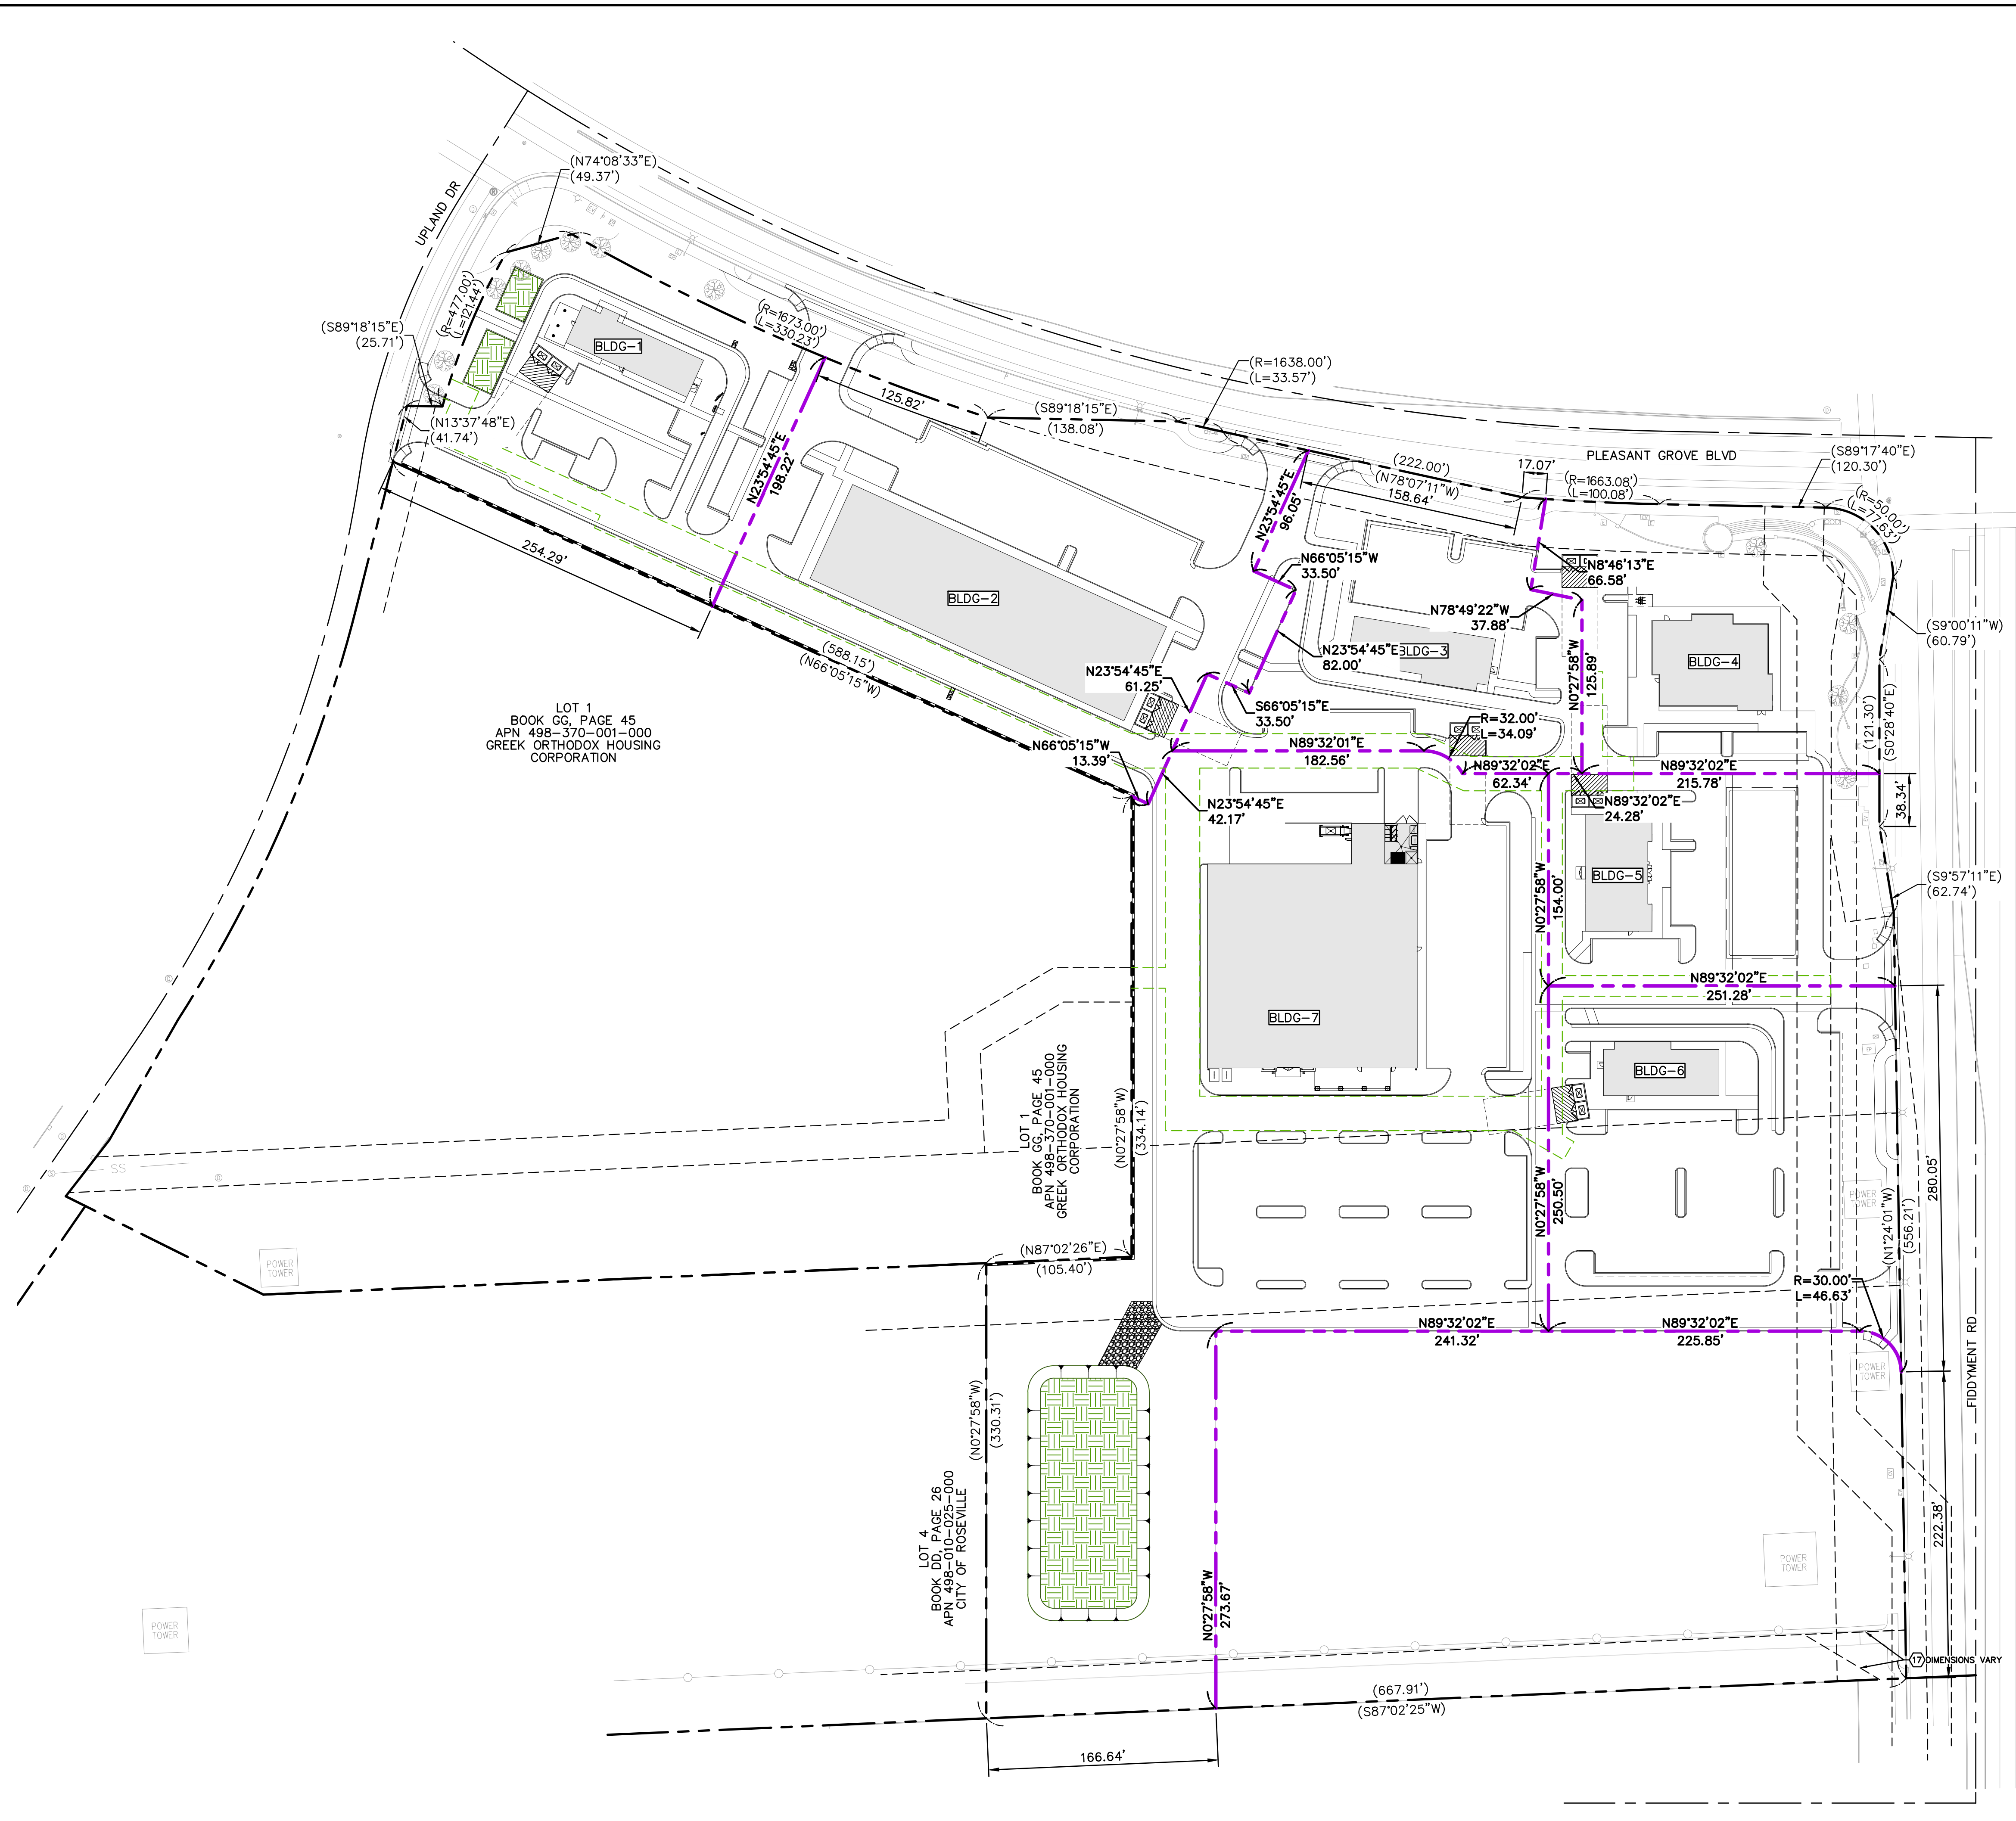 UPLAND DR
(N74°08'33"E)
(49.37')
(R=477.00')
(L=121.44')
(S89°18'15"E)
(25.71')
(N13°37'48"E)
(41.74')
BLDG-1
(R=1673.00')
(L=330.23')
125.82'
N23°54'45"E
198.22'
254.29'
(588.15')
(N66°05'15"W)
BLDG-2
(S89°18'15"E)
(138.08')
(R=1638.00')
(L=33.57')
N23°54'45"E
96.05'
(222.00')
(N78°07'11"W)
158.64'
17.07'
PLEASANT GROVE BLVD
(R=1663.08')
(L=100.08')
(S89°17'40"E)
(120.30')
(R=50.00')
(L=77.63')
N66°05'15"W
33.50'
N8°46'13"E
66.58'
N78°49'22"W
37.88'
N23°54'45"E
82.00'
BLDG-3
BLDG-4
N0°27'58"W
125.89'
(S9°00'11"W)
(60.79')
(121.30')
(S0°28'40"E)
N23°54'45"E
61.25'
S66°05'15"E
33.50'
R=32.00'
L=34.09'
N66°05'15"W
13.39'
N89°32'01"E
182.56'
N89°32'02"E
62.34'
N89°32'02"E
215.78'
N89°32'02"E
24.28'
38.34'
N23°54'45"E
42.17'
LOT 1
BOOK GG, PAGE 45
APN 498-370-001-000
GREEK ORTHODOX HOUSING
CORPORATION
BLDG-5
N0°27'58"W
154.00'
(S9°57'11"E)
(62.74')
N89°32'02"E
251.28'
BLDG-7
BLDG-6
LOT 1
BOOK GG, PAGE 45
APN 498-370-001-000
GREEK ORTHODOX HOUSING
CORPORATION
(N0°27'58"W)
(334.14')
SS
N0°27'58"W
250.50'
280.05'
POWER
TOWER
(N1°24'01"W)
(556.21')
POWER
TOWER
(N87°02'26"E)
(105.40')
R=30.00'
L=46.63'
N89°32'02"E
241.32'
N89°32'02"E
225.85'
FIDDYMENT RD
POWER
TOWER
(N0°27'58"W)
(330.31')
LOT 4
BOOK DD, PAGE 26
APN 498-010-025-000
CITY OF ROSEVILLE
N0°27'58"W
273.67'
222.38'
POWER
TOWER
POWER
TOWER
17 DIMENSIONS VARY
(667.91')
(S87°02'25"W)
166.64'